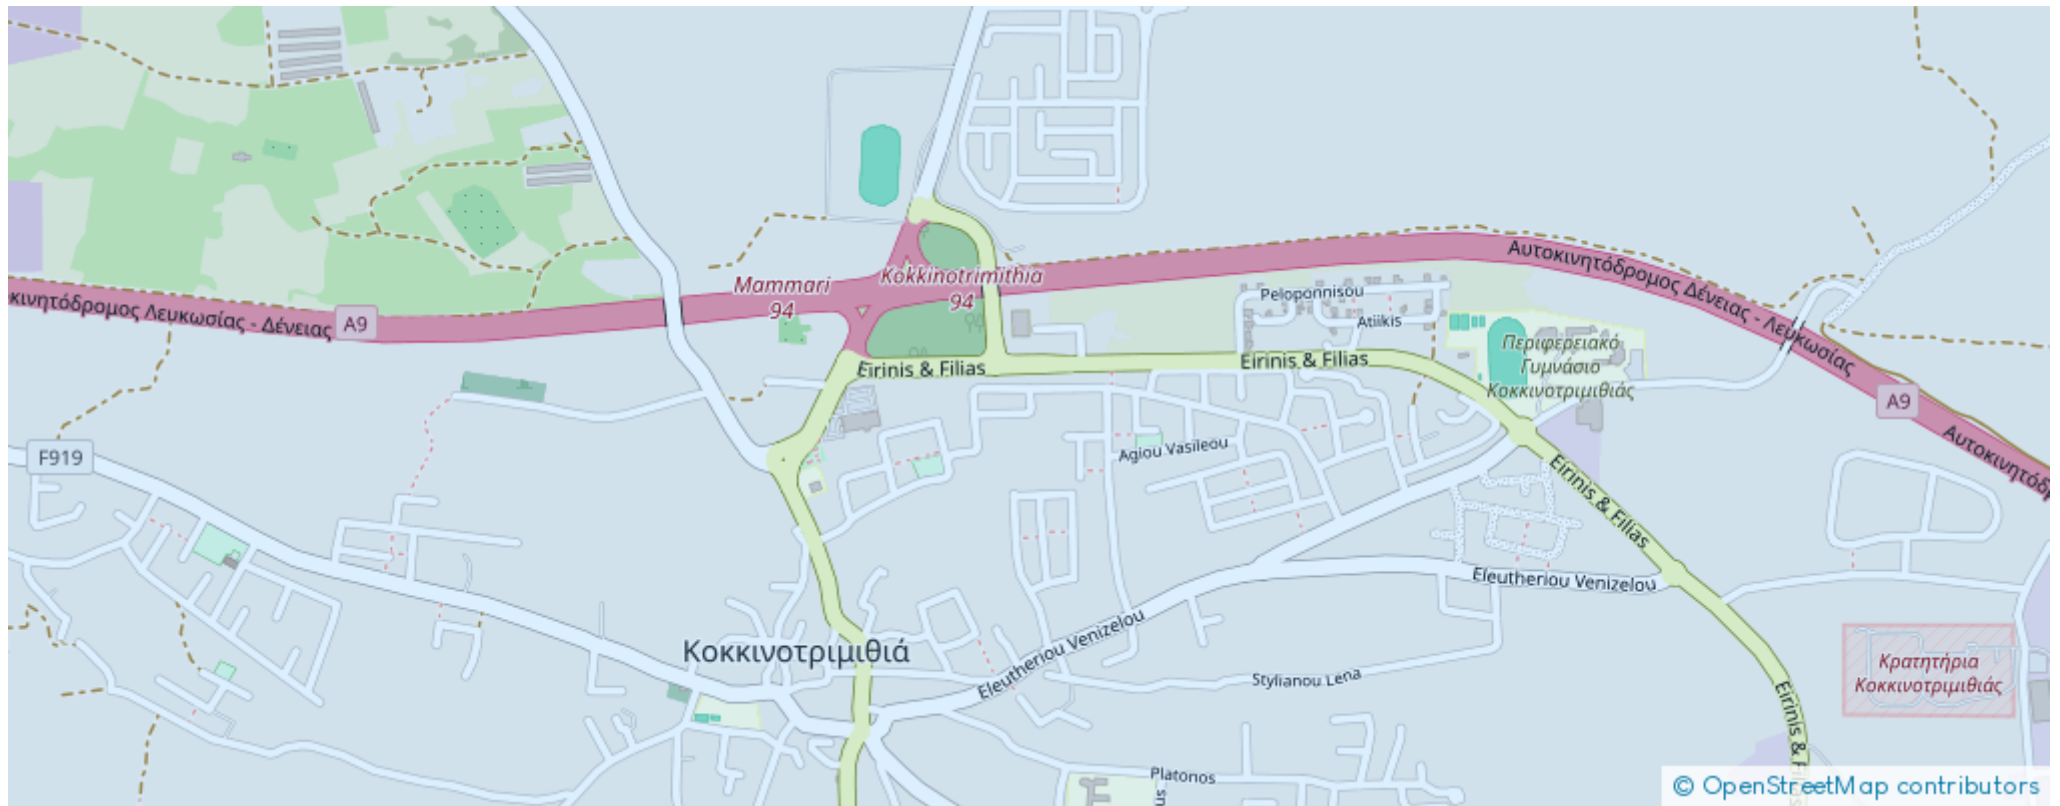 Αυτοκινητόδρομος Δένειας - Λευκωσίας
Mammari
94
Kokkinotrimithia
94
κινητόδρομος Λευκωσίας - Δένειας
A9
Peloponnisou
Atiikis
Περιφερειακό
Γυμνάσιο
Κοκκινοτριμιθιάς
Eirinis & Filias
Eirinis & Filias
A9
Αυτοκινητόδρ
F919
Agiou Vasileou
Eirinis & Filias
Eleutheriou Venizelou
Κοκκινοτριμιθιά
Eleutheriou Venizelou
Stylianou Lena
Κρατητήρια
Κοκκινοτριμιθιάς
Eirinis & Filias
Platonos
us
© OpenStreetMap contributors